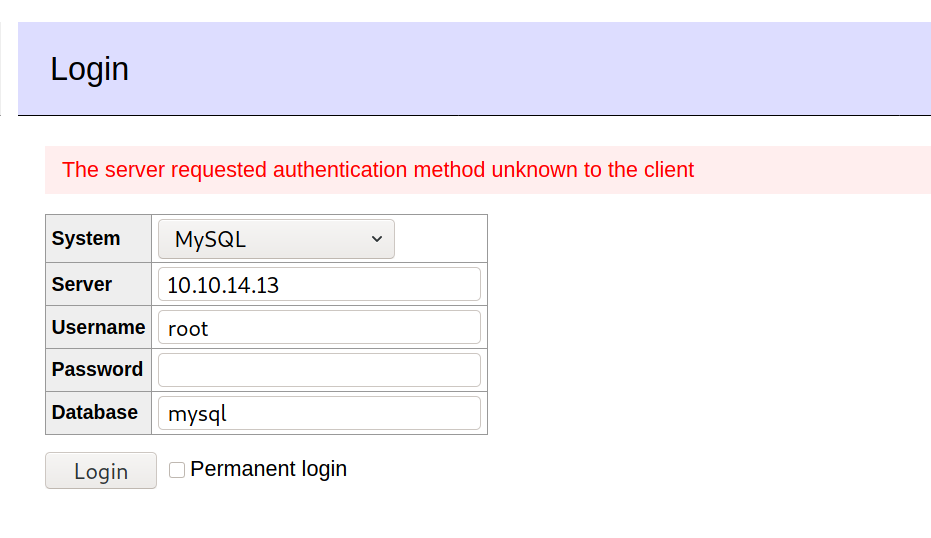 Login
The server requested authentication method unknown to the client
System MySQL
Server 10.10.14.13
Username root
Password
Database mysql
Login Permanent login